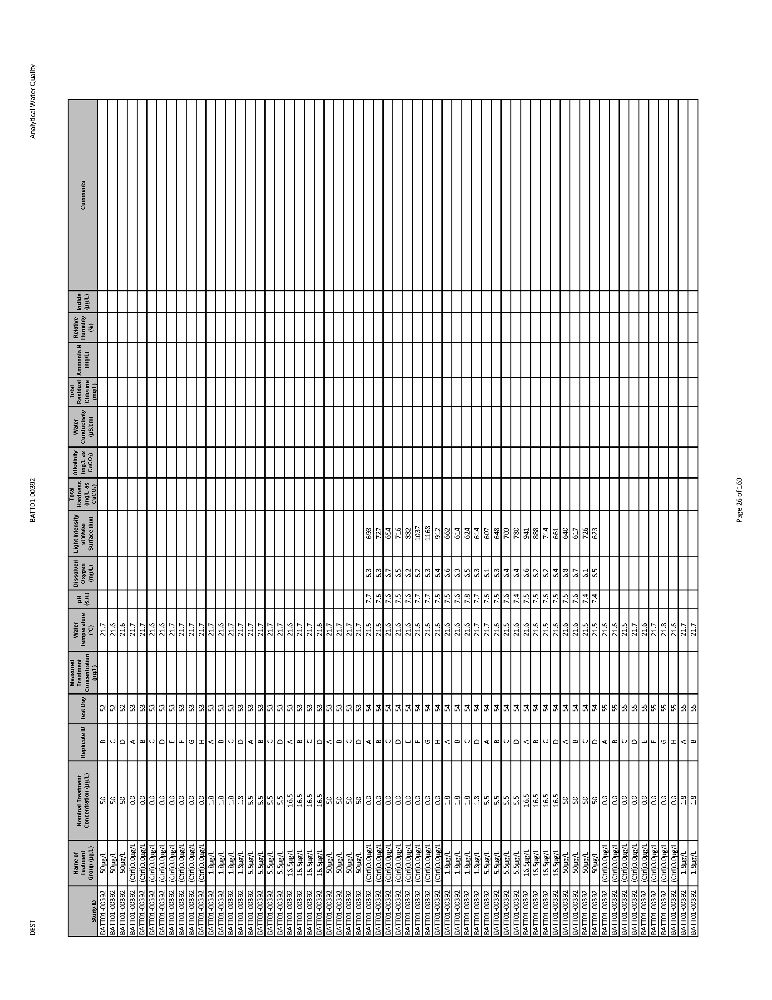 DEST BATT01-00392 Analytical Water Quality
Study ID Name of Teatment Group (µg/L) Nominal Treatment Concentration (µg/L) Replicate ID Test Day Measured Treatment Concentration (µg/L) Water Temperature (°C) pH (s.u.) Dissolved Oxygen (mg/L) Light Intensity at Water Surface (lux) Total Hardness (mg/L as CaCO₃) Alkalinity (mg/L as CaCO₃) Water Conductivity (µS/cm) Total Residual Chlorine (mg/L) Ammonia-N (mg/L) Relative Humidity (%) Iodide (µg/L) Comments
BATT01-00392 50µg/L 50 B 52 21.7
BATT01-00392 50µg/L 50 C 52 21.6
BATT01-00392 50µg/L 50 D 52 21.6
BATT01-00392 (Ctrl)0.0µg/L 0.0 A 53 21.7
BATT01-00392 (Ctrl)0.0µg/L 0.0 B 53 21.7
BATT01-00392 (Ctrl)0.0µg/L 0.0 C 53 21.6
BATT01-00392 (Ctrl)0.0µg/L 0.0 D 53 21.6
BATT01-00392 (Ctrl)0.0µg/L 0.0 E 53 21.7
BATT01-00392 (Ctrl)0.0µg/L 0.0 F 53 21.7
BATT01-00392 (Ctrl)0.0µg/L 0.0 G 53 21.7
BATT01-00392 (Ctrl)0.0µg/L 0.0 H 53 21.7
BATT01-00392 1.8µg/L 1.8 A 53 21.7
BATT01-00392 1.8µg/L 1.8 B 53 21.6
BATT01-00392 1.8µg/L 1.8 C 53 21.7
BATT01-00392 1.8µg/L 1.8 D 53 21.7
BATT01-00392 5.5µg/L 5.5 A 53 21.7
BATT01-00392 5.5µg/L 5.5 B 53 21.7
BATT01-00392 5.5µg/L 5.5 C 53 21.7
BATT01-00392 5.5µg/L 5.5 D 53 21.7
BATT01-00392 16.5µg/L 16.5 A 53 21.6
BATT01-00392 16.5µg/L 16.5 B 53 21.7
BATT01-00392 16.5µg/L 16.5 C 53 21.7
BATT01-00392 16.5µg/L 16.5 D 53 21.6
BATT01-00392 50µg/L 50 A 53 21.7
BATT01-00392 50µg/L 50 B 53 21.7
BATT01-00392 50µg/L 50 C 53 21.7
BATT01-00392 50µg/L 50 D 53 21.7
BATT01-00392 (Ctrl)0.0µg/L 0.0 A 54 21.5 7.7 6.3 693
BATT01-00392 (Ctrl)0.0µg/L 0.0 B 54 21.5 7.6 6.3 727
BATT01-00392 (Ctrl)0.0µg/L 0.0 C 54 21.6 7.6 6.7 654
BATT01-00392 (Ctrl)0.0µg/L 0.0 D 54 21.6 7.5 6.5 716
BATT01-00392 (Ctrl)0.0µg/L 0.0 E 54 21.6 7.6 6.2 882
BATT01-00392 (Ctrl)0.0µg/L 0.0 F 54 21.6 7.7 6.2 1037
BATT01-00392 (Ctrl)0.0µg/L 0.0 G 54 21.6 7.7 6.3 1168
BATT01-00392 (Ctrl)0.0µg/L 0.0 H 54 21.6 7.5 6.4 912
BATT01-00392 1.8µg/L 1.8 A 54 21.6 7.5 6.6 662
BATT01-00392 1.8µg/L 1.8 B 54 21.6 7.6 6.3 614
BATT01-00392 1.8µg/L 1.8 C 54 21.6 7.8 6.5 624
BATT01-00392 1.8µg/L 1.8 D 54 21.7 7.7 6.3 614
BATT01-00392 5.5µg/L 5.5 A 54 21.7 7.6 6.1 607
BATT01-00392 5.5µg/L 5.5 B 54 21.6 7.5 6.3 648
BATT01-00392 5.5µg/L 5.5 C 54 21.5 7.6 6.4 703
BATT01-00392 5.5µg/L 5.5 D 54 21.6 7.4 6.4 780
BATT01-00392 16.5µg/L 16.5 A 54 21.6 7.5 6.6 941
BATT01-00392 16.5µg/L 16.5 B 54 21.6 7.5 6.2 888
BATT01-00392 16.5µg/L 16.5 C 54 21.5 7.6 6.2 714
BATT01-00392 16.5µg/L 16.5 D 54 21.6 7.5 6.4 661
BATT01-00392 50µg/L 50 A 54 21.6 7.5 6.8 640
BATT01-00392 50µg/L 50 B 54 21.6 7.6 6.7 617
BATT01-00392 50µg/L 50 C 54 21.5 7.4 6.1 726
BATT01-00392 50µg/L 50 D 54 21.5 7.4 6.5 623
BATT01-00392 (Ctrl)0.0µg/L 0.0 A 55 21.6
BATT01-00392 (Ctrl)0.0µg/L 0.0 B 55 21.6
BATT01-00392 (Ctrl)0.0µg/L 0.0 C 55 21.5
BATT01-00392 (Ctrl)0.0µg/L 0.0 D 55 21.7
BATT01-00392 (Ctrl)0.0µg/L 0.0 E 55 21.6
BATT01-00392 (Ctrl)0.0µg/L 0.0 F 55 21.7
BATT01-00392 (Ctrl)0.0µg/L 0.0 G 55 21.8
BATT01-00392 (Ctrl)0.0µg/L 0.0 H 55 21.6
BATT01-00392 1.8µg/L 1.8 A 55 21.7
BATT01-00392 1.8µg/L 1.8 B 55 21.7
Page 26 of 163